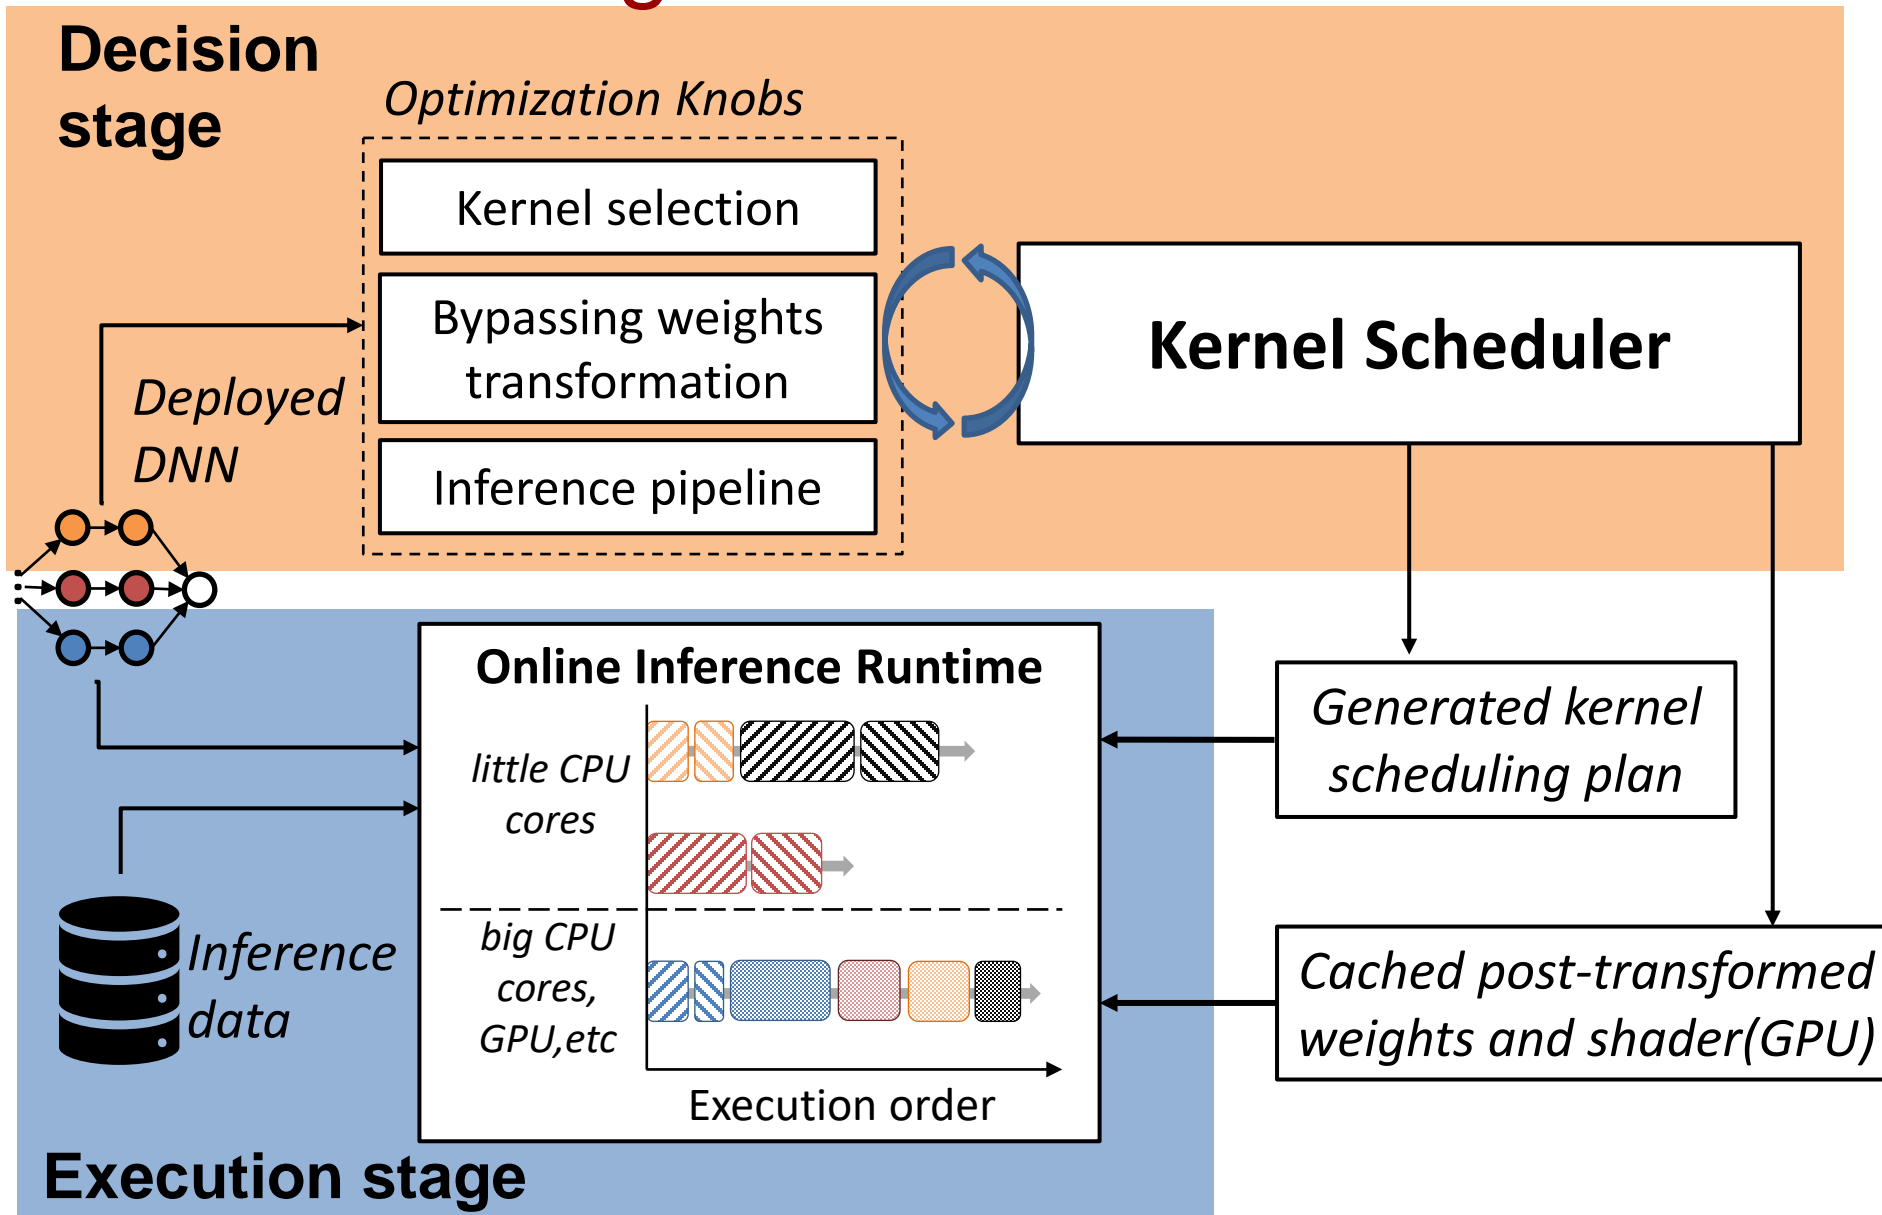 Decision
stage
Optimization Knobs
Kernel selection
Bypassing weights
transformation
Inference pipeline
Kernel Scheduler
Deployed
DNN
Online Inference Runtime
little CPU
cores
big CPU
cores,
GPU,etc
Execution order
Generated kernel
scheduling plan
Cached post-transformed
weights and shader(GPU)
Inference
data
Execution stage